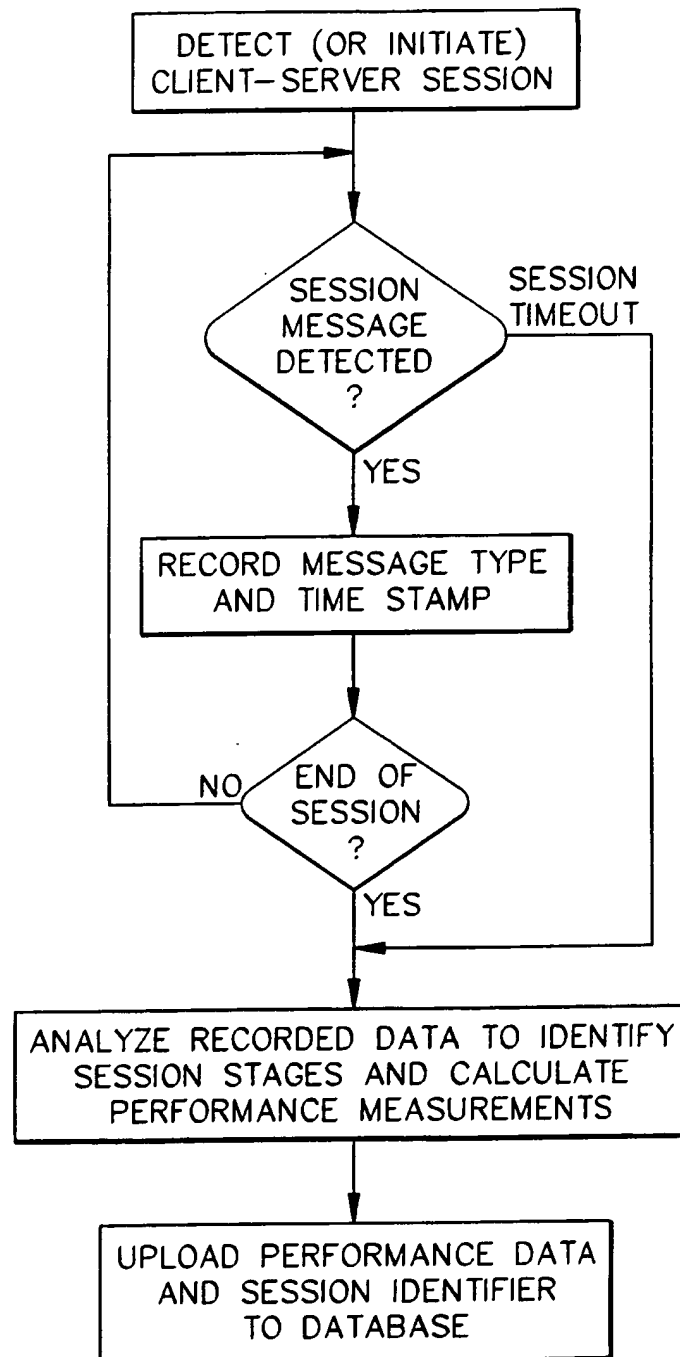 DETECT (OR INITIATE)
CLIENT-SERVER SESSION
SESSION
MESSAGE
DETECTED
?
SESSION
TIMEOUT
YES
RECORD MESSAGE TYPE
AND TIME STAMP
END OF
SESSION
?
NO
YES
ANALYZE RECORDED DATA TO IDENTIFY
SESSION STAGES AND CALCULATE
PERFORMANCE MEASUREMENTS
UPLOAD PERFORMANCE DATA
AND SESSION IDENTIFIER
TO DATABASE